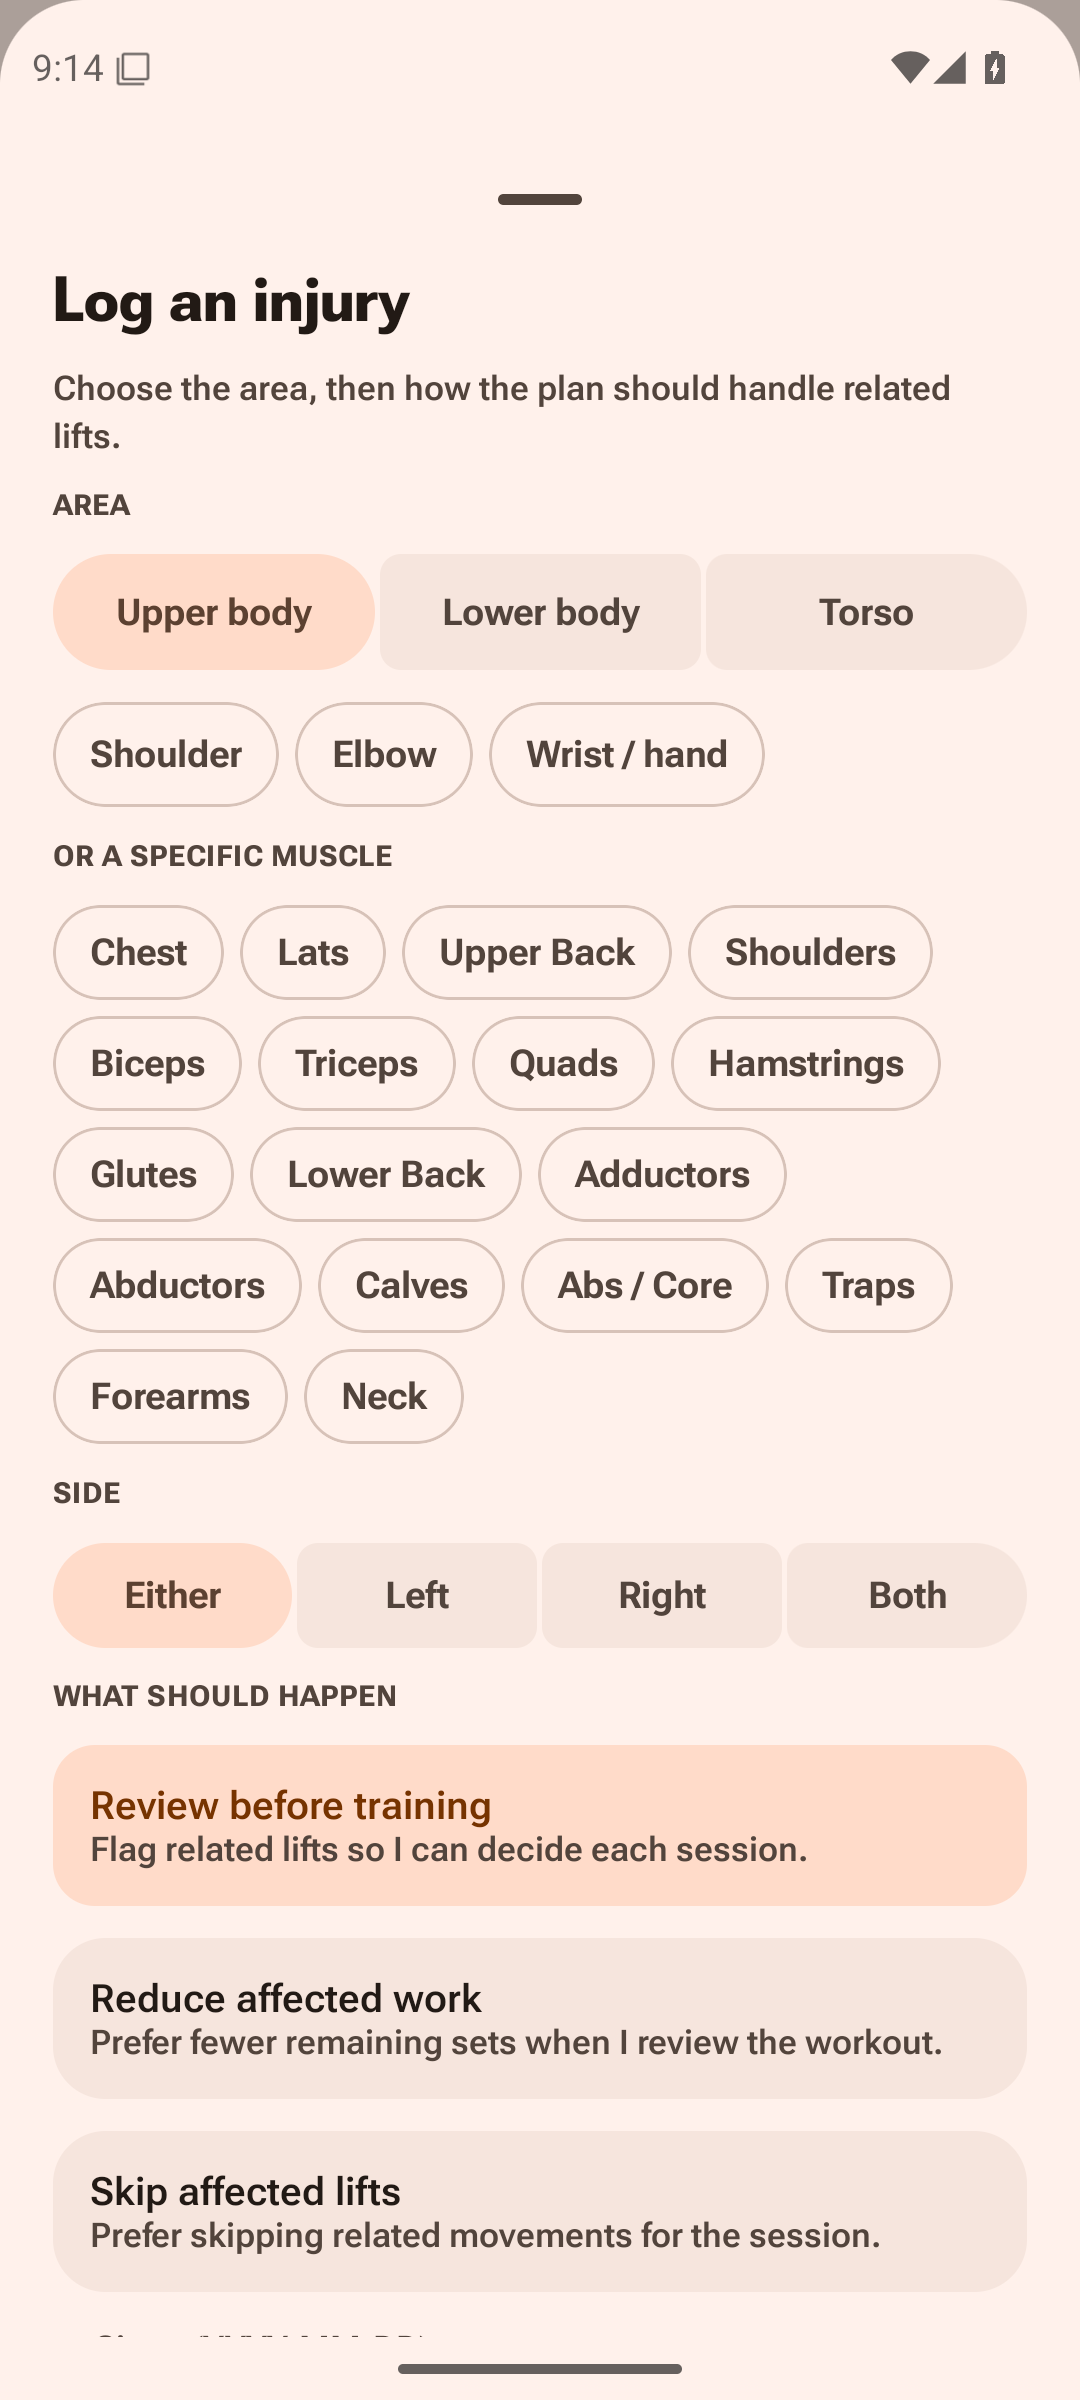 9:14
Log an injury
Choose the area, then how the plan should handle related
lifts.
AREA
Upper body
Lower body
Torso
Shoulder
Elbow
Wrist / hand
OR A SPECIFIC MUSCLE
Chest
Lats
Upper Back
Shoulders
Biceps
Triceps
Quads
Hamstrings
Glutes
Lower Back
Adductors
Abductors
Calves
Abs / Core
Traps
Forearms
Neck
SIDE
Either
Left
Right
Both
WHAT SHOULD HAPPEN
Review before training
Flag related lifts so I can decide each session.
Reduce affected work
Prefer fewer remaining sets when I review the workout.
Skip affected lifts
Prefer skipping related movements for the session.